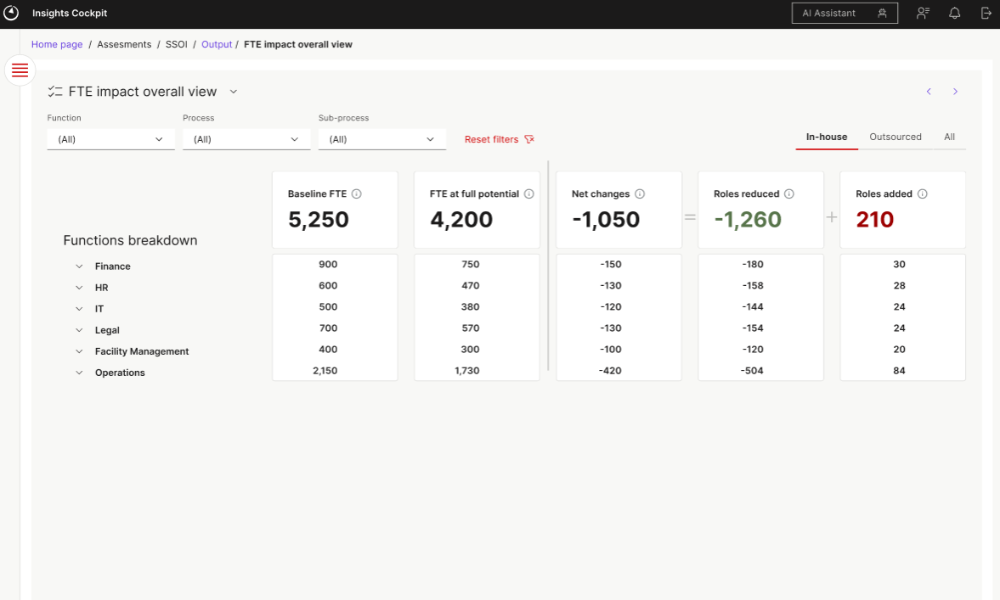 Insights Cockpit
AI Assistant
Home page / Assesments / SSOI / Output / FTE impact overall view
FTE impact overall view
Function
Process
Sub-process
(All)
(All)
(All)
Reset filters
In-house
Outsourced
All
Baseline FTE
5,250
FTE at full potential
4,200
Net changes
-1,050
=
Roles reduced
-1,260
+
Roles added
210
Functions breakdown
Finance 900 750 -150 -180 30
HR 600 470 -130 -158 28
IT 500 380 -120 -144 24
Legal 700 570 -130 -154 24
Facility Management 400 300 -100 -120 20
Operations 2,150 1,730 -420 -504 84